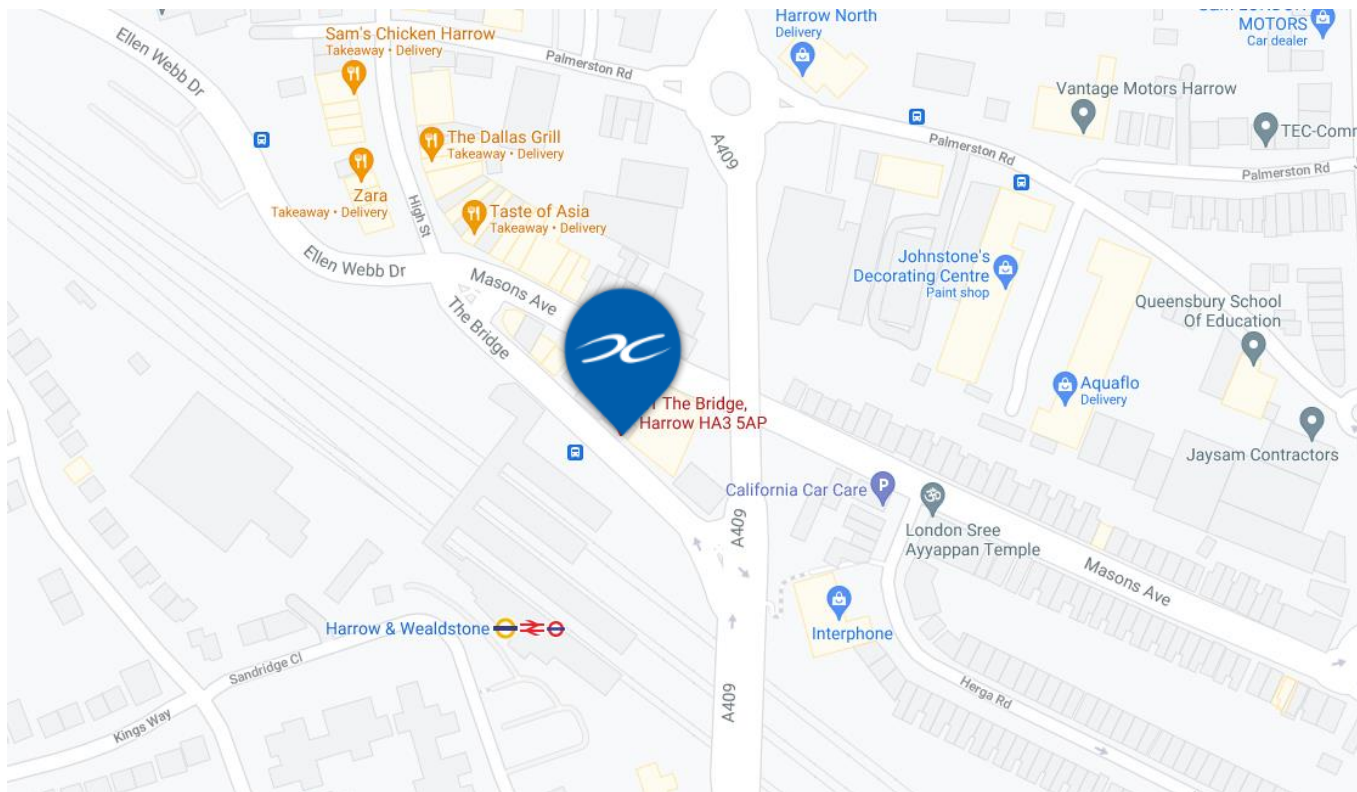 Harrow North
Delivery
MOTORS
Car dealer
Sam's Chicken Harrow
Takeaway • Delivery
Ellen Webb Dr
Palmerston Rd
Vantage Motors Harrow
TEC-Comm
The Dallas Grill
Takeaway • Delivery
A409
Palmerston Rd
Palmerston Rd
Zara
Takeaway • Delivery
High St
Taste of Asia
Takeaway • Delivery
Ellen Webb Dr
Johnstone's
Decorating Centre
Paint shop
Masons Ave
The Bridge
Queensbury School
Of Education
Aquaflo
Delivery
The Bridge,
Harrow HA3 5AP
Jaysam Contractors
California Car Care
P
A409
London Sree
Ayyappan Temple
Masons Ave
Harrow & Wealdstone
Interphone
Sandridge Cl
Kings Way
A409
Herga Rd